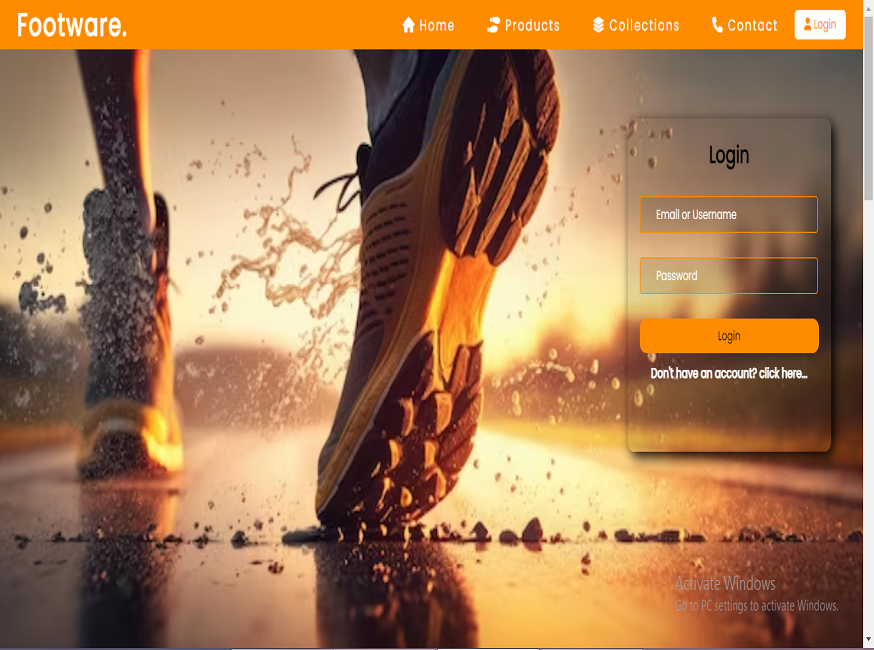 Footware.
Home Products Collections Contact Login
Login
Email or Username
Password
Login
Don't have an account? click here...
Activate Windows
Go to PC settings to activate Windows.